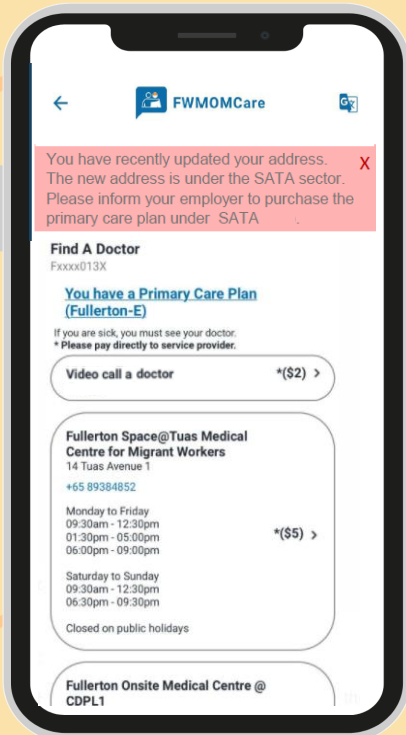 FWMOMCare
You have recently updated your address. X
The new address is under the SATA sector.
Please inform your employer to purchase the
primary care plan under SATA .
Find A Doctor
Fxxxx013X
You have a Primary Care Plan
(Fullerton-E)
If you are sick, you must see your doctor.
* Please pay directly to service provider.
Video call a doctor *($2) >
Fullerton Space@Tuas Medical
Centre for Migrant Workers
14 Tuas Avenue 1
+65 89384852
Monday to Friday
09:30am - 12:30pm
01:30pm - 05:00pm *($5) >
06:00pm - 09:00pm
Saturday to Sunday
09:30am - 12:30pm
06:30pm - 09:30pm
Closed on public holidays
Fullerton Onsite Medical Centre @
CDPL1